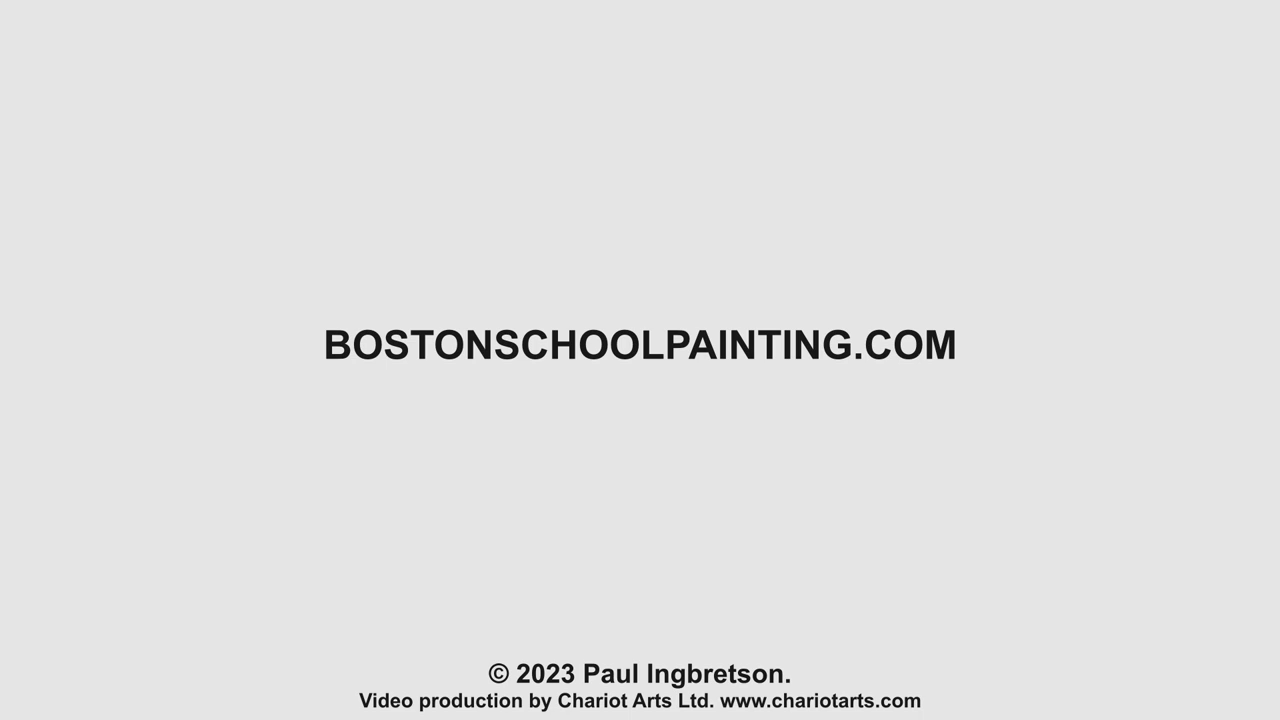 BOSTONSCHOOLPAINTING.COM
© 2023 Paul Ingbretson.
Video production by Chariot Arts Ltd. www.chariotarts.com